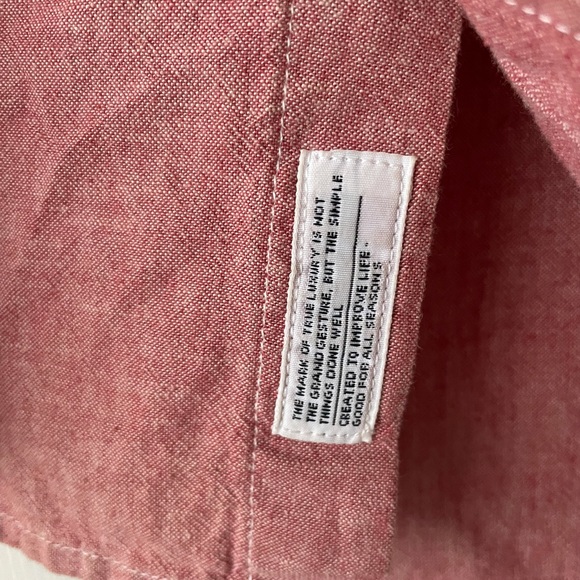 THE MARK OF TRUE LUXURY IS NOT
THE GRAND GESTURE, BUT THE SIMPLE
THINGS DONE WELL
CREATED TO IMPROVE LIFE -
GOOD FOR ALL SEASONS